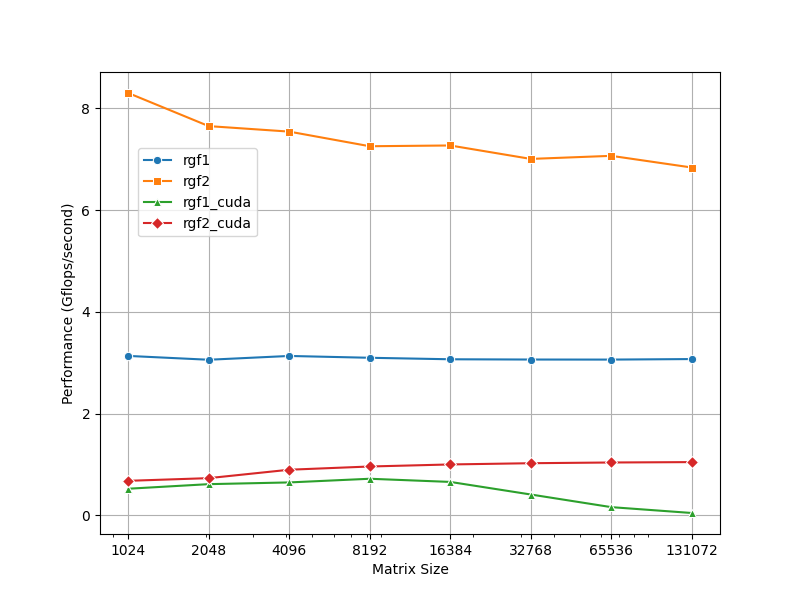 8
6
4
2
0
Performance (Gflops/second)
rgf1
rgf2
rgf1_cuda
rgf2_cuda
1024 2048 4096 8192 16384 32768 65536 131072
Matrix Size